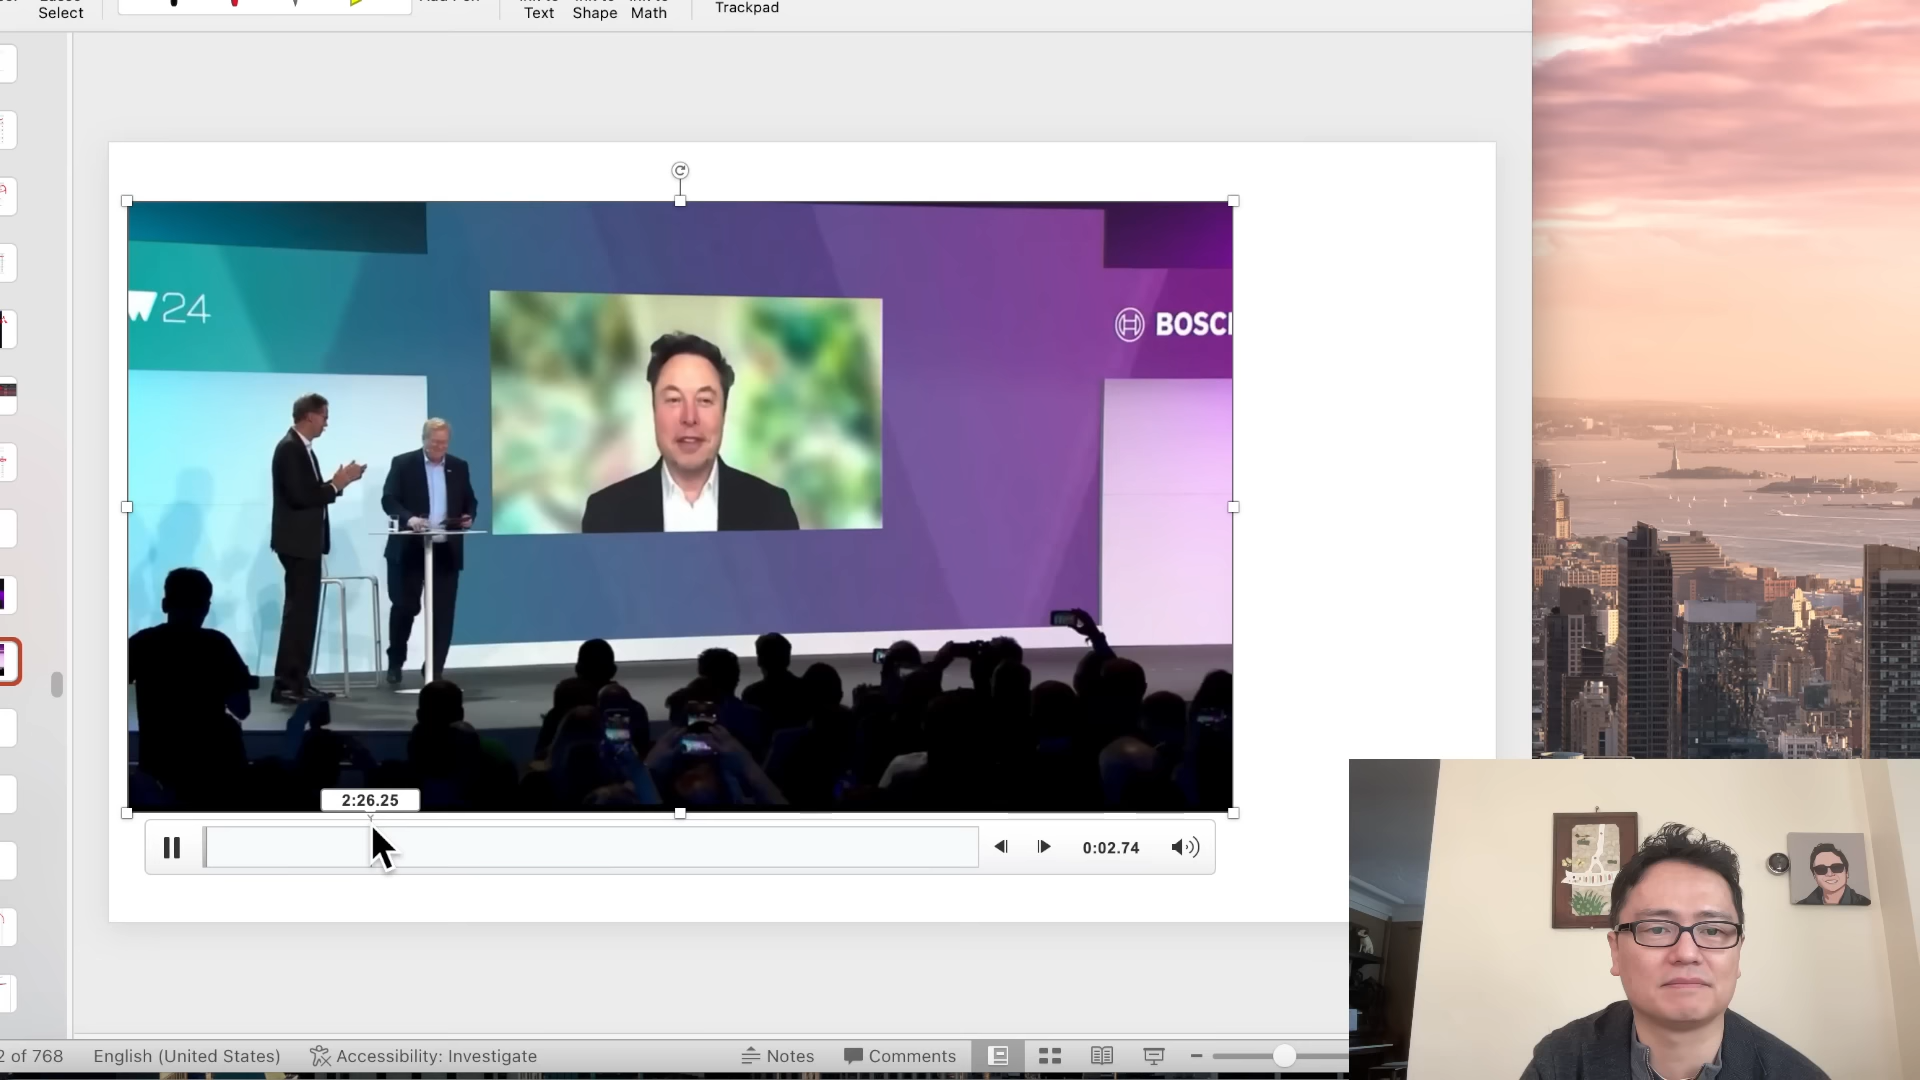 Select
Text
Shape
Math
Trackpad
W24
BOSCH
2:26.25
0:02.74
2 of 768
English (United States)
Accessibility: Investigate
Notes
Comments